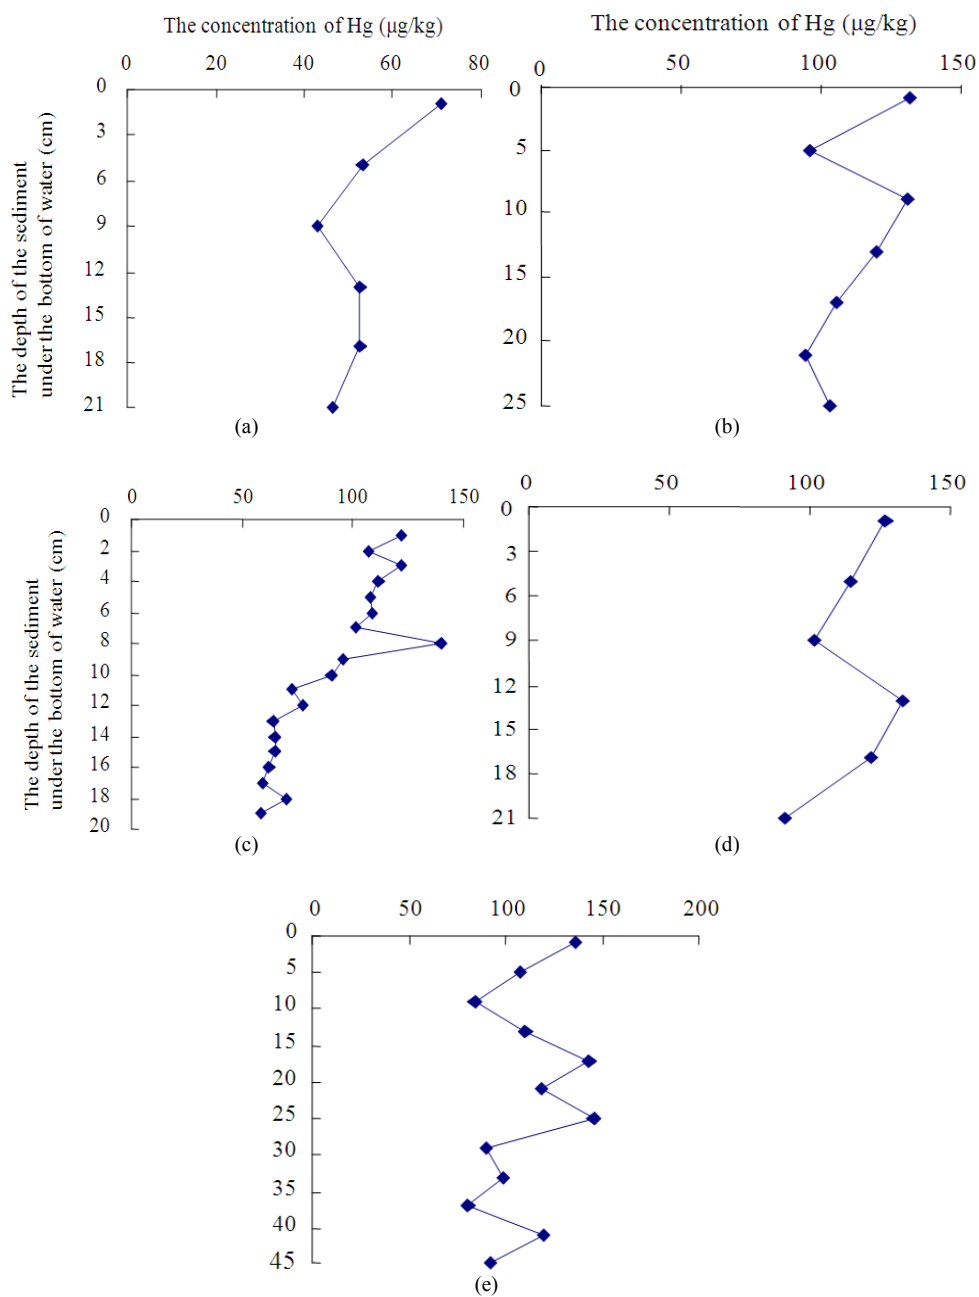 The concentration of Hg (μg/kg)
0 20 40 60 80
0
3
6
9
12
15
18
21
The depth of the sediment
under the bottom of water (cm)
(a)
The concentration of Hg (μg/kg)
0 50 100 150
0
5
10
15
20
25
(b)
0 50 100 150
0
2
4
6
8
10
12
14
16
18
20
The depth of the sediment
under the bottom of water (cm)
(c)
0 50 100 150
0
3
6
9
12
15
18
21
(d)
0 50 100 150 200
0
5
10
15
20
25
30
35
40
45
(e)